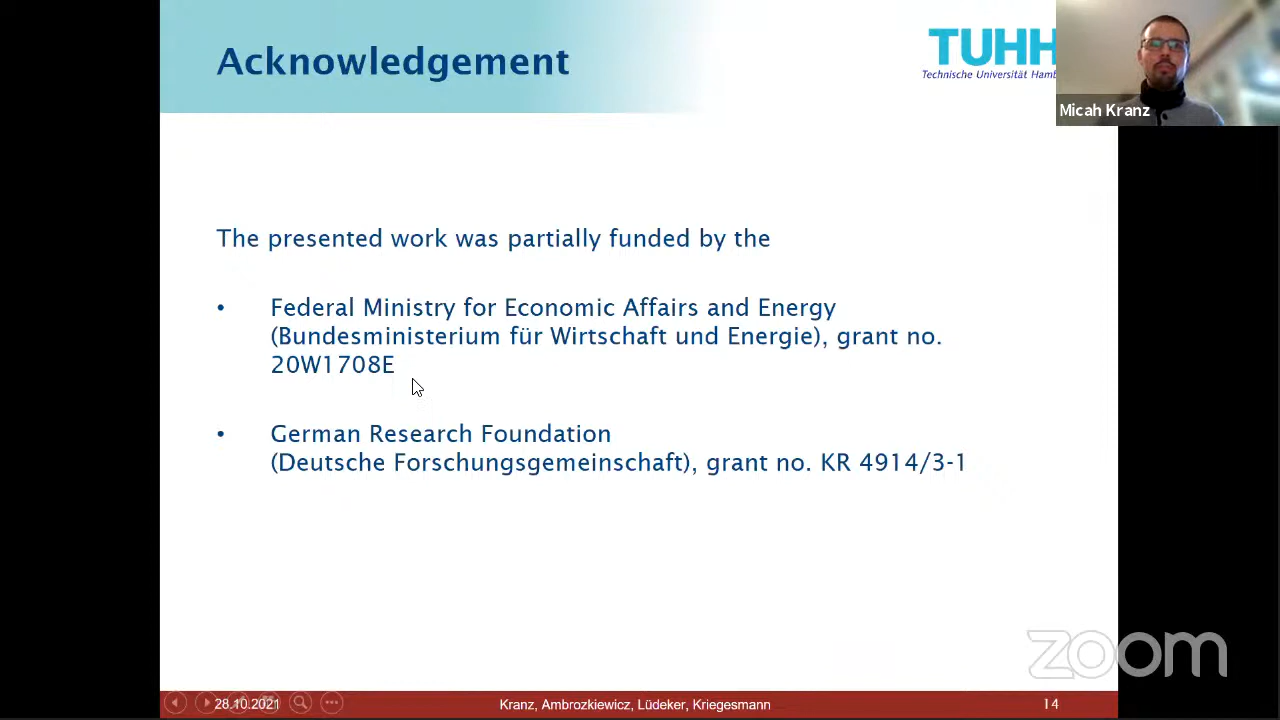 Acknowledgement
TUHH
Technische Universität Hamb
Micah Kranz
The presented work was partially funded by the
• Federal Ministry for Economic Affairs and Energy
(Bundesministerium für Wirtschaft und Energie), grant no.
20W1708E
• German Research Foundation
(Deutsche Forschungsgemeinschaft), grant no. KR 4914/3-1
zoom
28.10.2021
Kranz, Ambrozkiewicz, Lüdeker, Kriegesmann
14